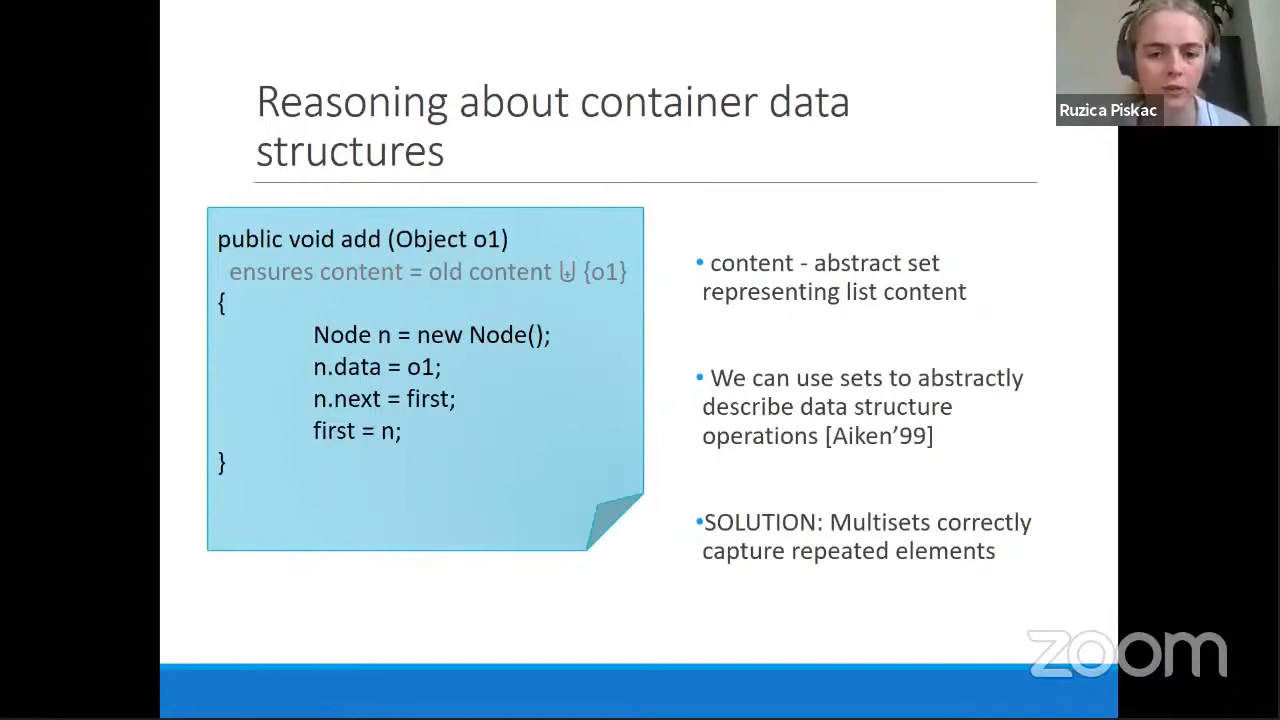 Reasoning about container data
structures
public void add (Object o1)
ensures content = old content ⊎ {o1}
{
Node n = new Node();
n.data = o1;
n.next = first;
first = n;
}
• content - abstract set
representing list content
• We can use sets to abstractly
describe data structure
operations [Aiken’99]
•SOLUTION: Multisets correctly
capture repeated elements
Ruzica Piskac
zoom